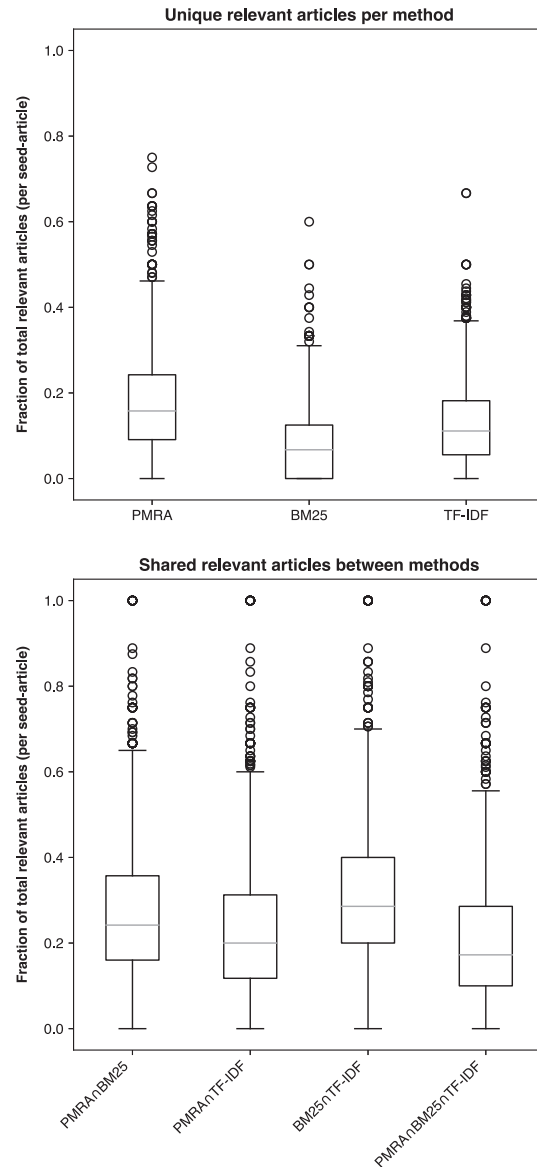 Unique relevant articles per method
Fraction of total relevant articles (per seed-article)
1.0
0.8
0.6
0.4
0.2
0.0
PMRA
BM25
TF-IDF
Shared relevant articles between methods
Fraction of total relevant articles (per seed-article)
1.0
0.8
0.6
0.4
0.2
0.0
PMRA∩BM25
PMRA∩TF-IDF
BM25∩TF-IDF
PMRA∩BM25∩TF-IDF